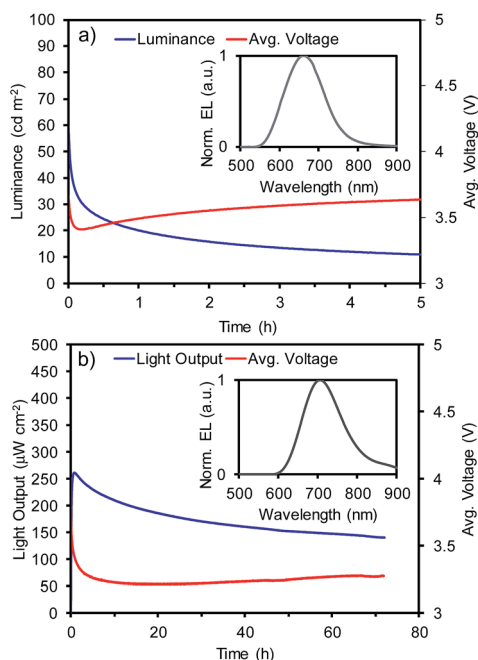 a)
Luminance Avg. Voltage
100
90
80
70
60
50
40
30
20
10
0
Luminance (cd m-2)
5
4.5
4
3.5
3
Avg. Voltage (V)
0 1 2 3 4 5
Time (h)
1
0
Norm. EL (a.u.)
500 600 700 800 900
Wavelength (nm)
b)
Light Output Avg. Voltage
500
450
400
350
300
250
200
150
100
50
0
Light Output (μW cm-2)
5
4.5
4
3.5
3
Avg. Voltage (V)
0 20 40 60 80
Time (h)
1
0
Norm. EL (a.u.)
500 600 700 800 900
Wavelength (nm)